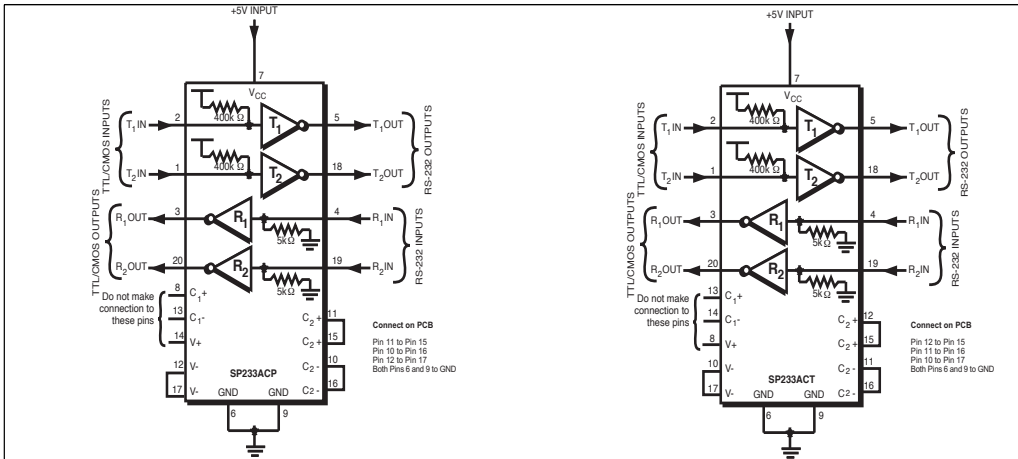 +5V INPUT
7
VCC
400k Ω
TTL/CMOS INPUTS
T1IN
2
T1
5
T1OUT
RS-232 OUTPUTS
400k Ω
T2IN
1
T2
18
T2OUT
TTL/CMOS OUTPUTS
R1OUT
3
R1
4
R1IN
RS-232 INPUTS
5kΩ
R2OUT
20
R2
19
R2IN
5kΩ
Do not make
connection to
these pins
8
C1+
13
C1-
14
V+
12
V-
17
V-
11
C2+
15
C2+
10
C2-
16
C2-
Connect on PCB
Pin 11 to Pin 15
Pin 10 to Pin 16
Pin 12 to Pin 17
Both Pins 6 and 9 to GND
SP233ACP
GND
GND
6
9
+5V INPUT
7
VCC
400k Ω
TTL/CMOS INPUTS
T1IN
2
T1
5
T1OUT
RS-232 OUTPUTS
400k Ω
T2IN
1
T2
18
T2OUT
TTL/CMOS OUTPUTS
R1OUT
3
R1
4
R1IN
RS-232 INPUTS
5kΩ
R2OUT
20
R2
19
R2IN
5kΩ
Do not make
connection to
these pins
13
C1+
14
C1-
8
V+
10
V-
17
V-
12
C2+
15
C2+
11
C2-
16
C2-
Connect on PCB
Pin 12 to Pin 15
Pin 11 to Pin 16
Pin 10 to Pin 17
Both Pins 6 and 9 to GND
SP233ACT
GND
GND
6
9